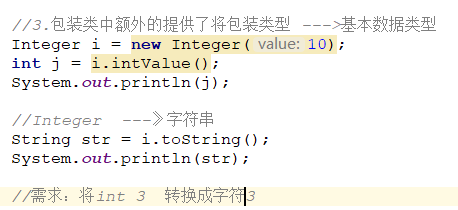 //3.包装类中额外的提供了将包装类型 --->基本数据类型
Integer i = new Integer( value: 10);
int j = i.intValue();
System.out.println(j);
//Integer  ---》字符串
String str = i.toString();
System.out.println(str);
//需求：将int 3  转换成字符3